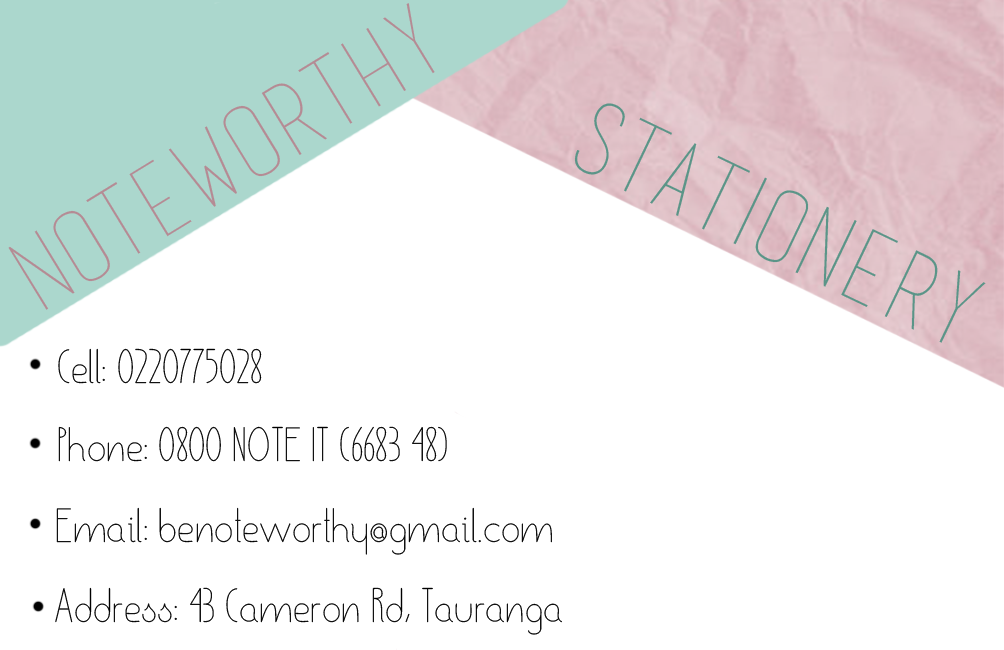 NOTEWORTHY
STATIONERY
• Cell: 0220775028
• Phone: 0800 NOTE IT (6683 48)
• Email: benoteworthy@gmail.com
• Address: 43 Cameron Rd, Tauranga